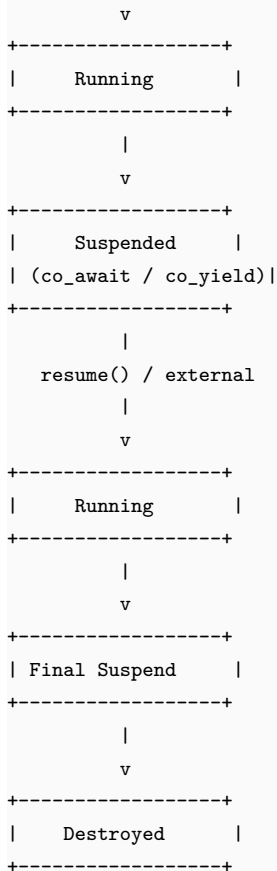 v
+------------------+
|     Running      |
+------------------+
|
v
+------------------+
|     Suspended    |
| (co_await / co_yield)|
+------------------+
|
resume() / external
|
v
+------------------+
|     Running      |
+------------------+
|
v
+------------------+
| Final Suspend    |
+------------------+
|
v
+------------------+
|    Destroyed     |
+------------------+